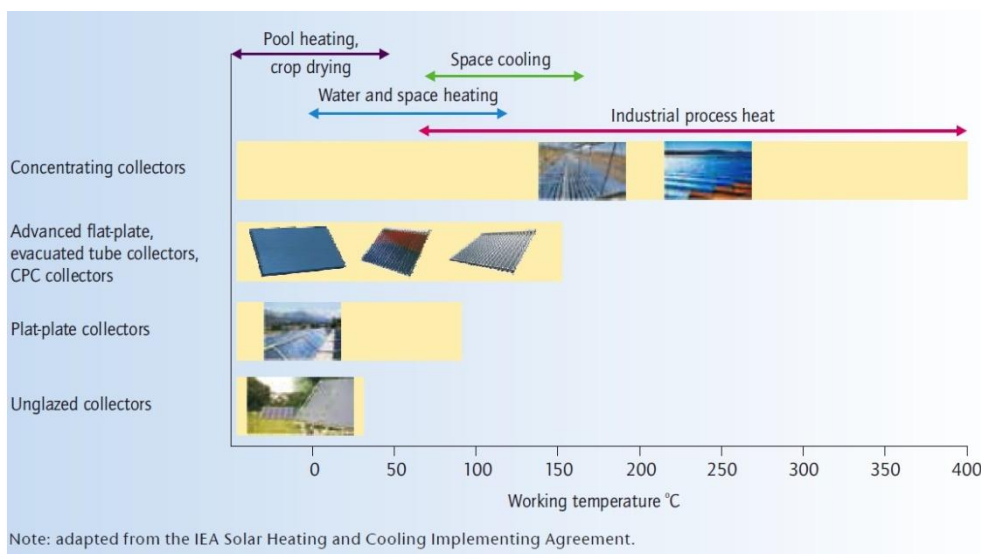 Pool heating,
crop drying
Space cooling
Water and space heating
Industrial process heat
Concentrating collectors
Advanced flat-plate,
evacuated tube collectors,
CPC collectors
Plat-plate collectors
Unglazed collectors
0 50 100 150 200 250 300 350 400
Working temperature °C
Note: adapted from the IEA Solar Heating and Cooling Implementing Agreement.